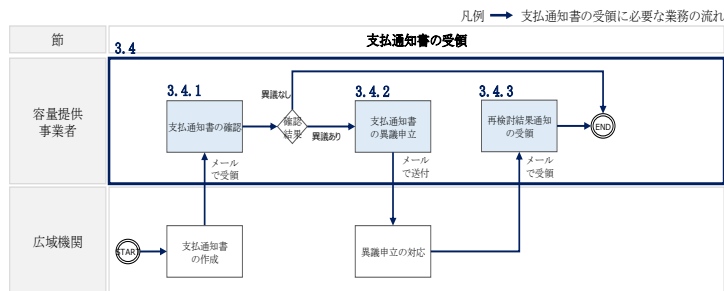 凡例 支払通知書の受領に必要な業務の流れ
節
支払通知書の受領
3.4
容量提供
事業者
3.4.1
支払通知書の確認
確認
結果
異議なし
異議あり
3.4.2
支払通知書
の異議申立
3.4.3
再検討結果通知
の受領
END
メール
で受領
メール
で送付
メール
で受領
広域機関
START
支払通知書
の作成
異議申立の対応